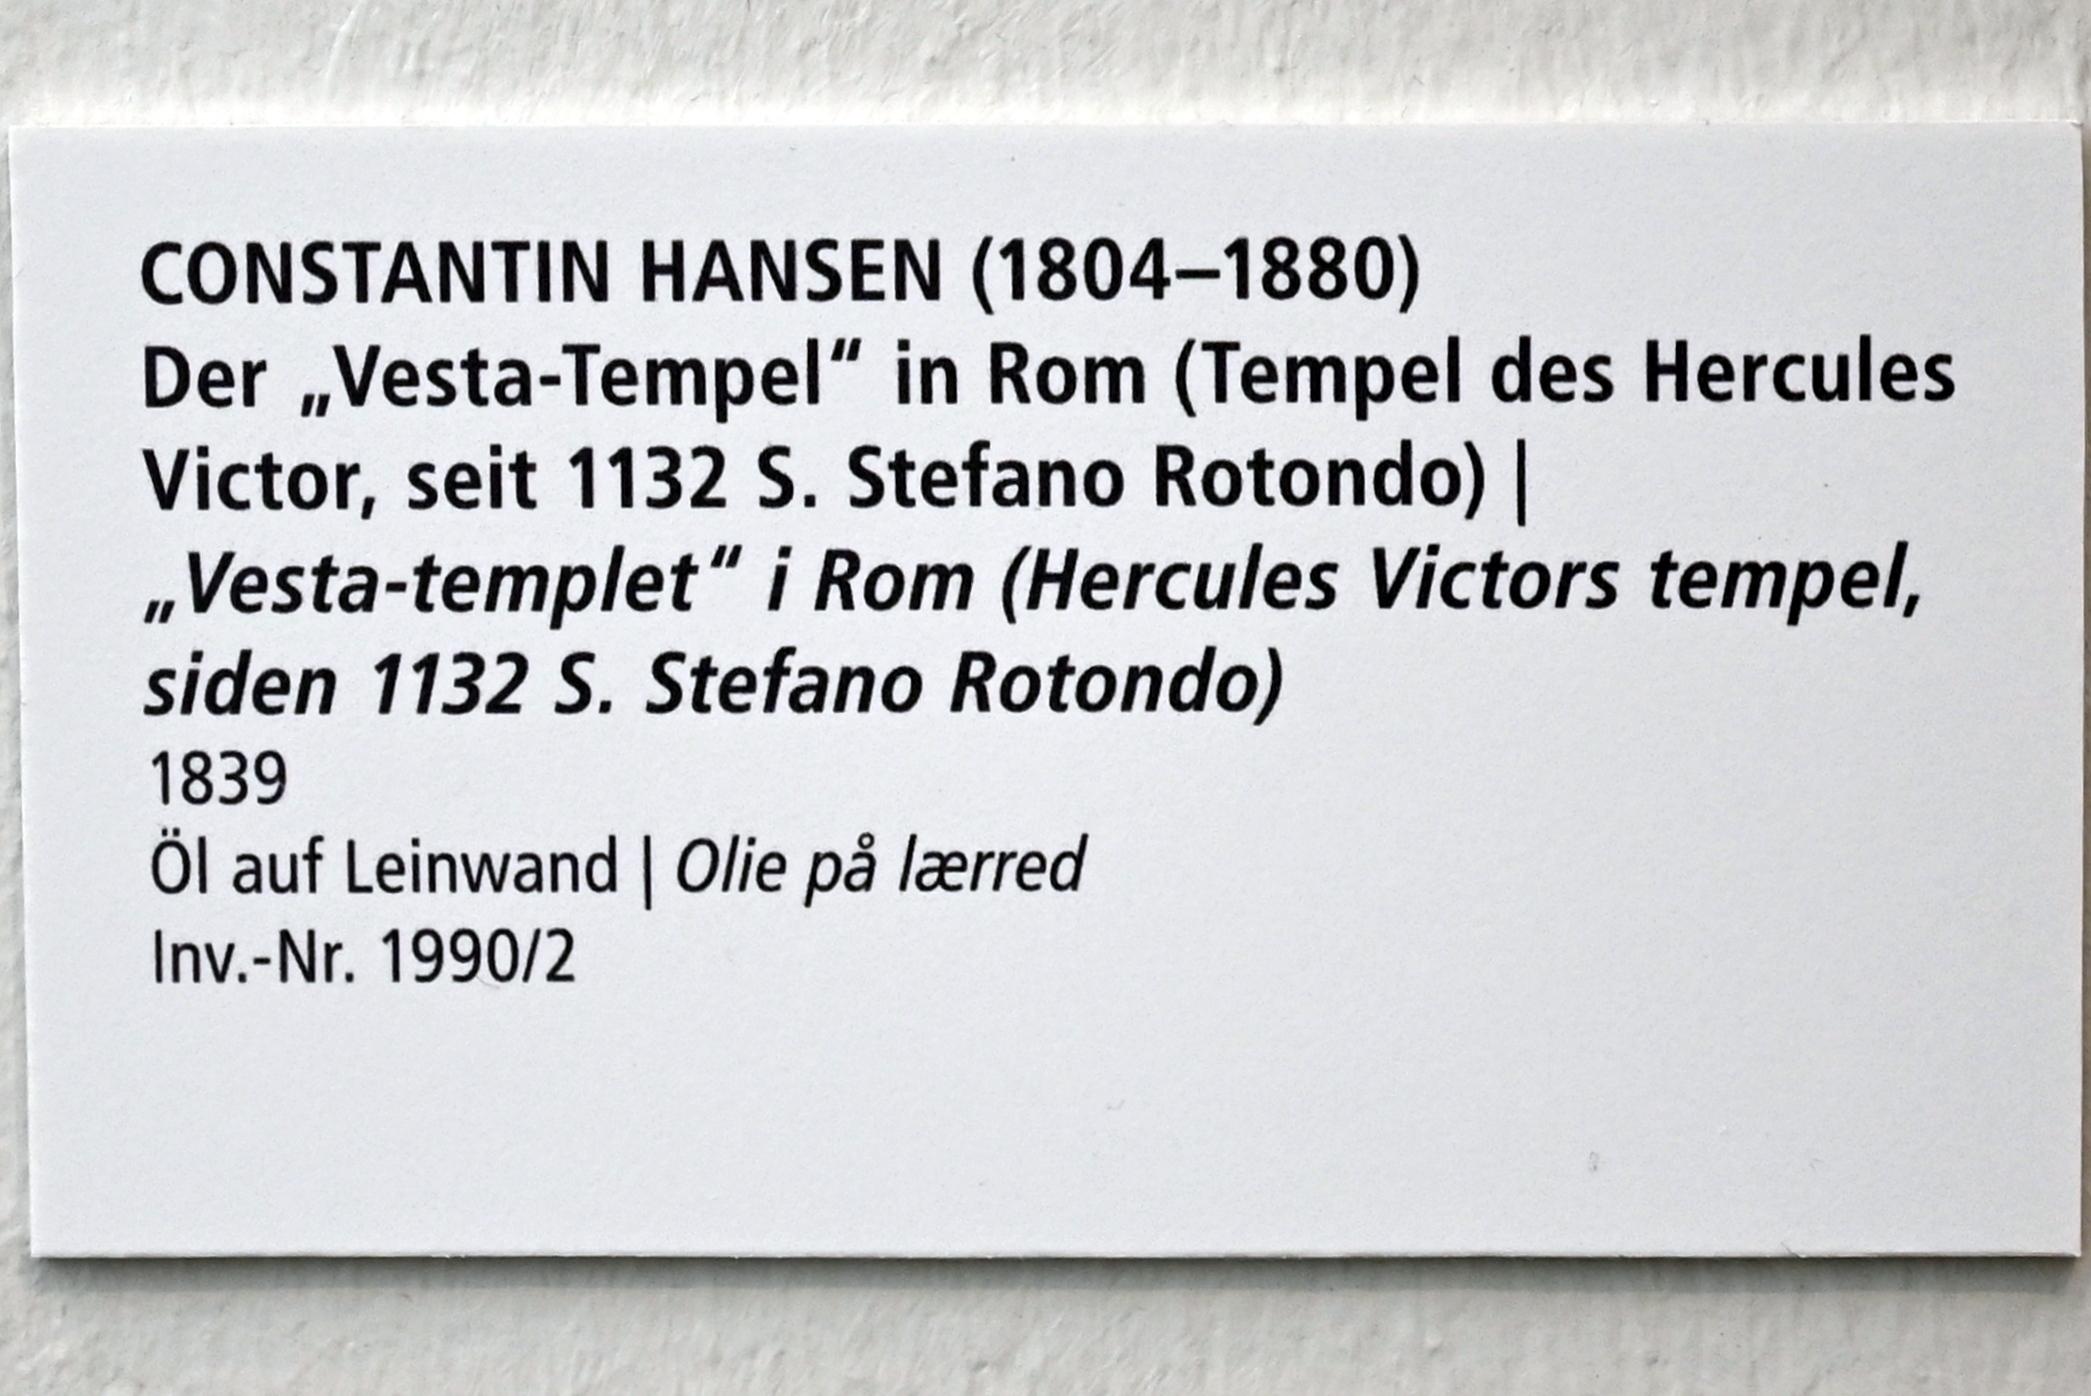 CONSTANTIN HANSEN (1804–1880)
Der „Vesta-Tempel“ in Rom (Tempel des Hercules
Victor, seit 1132 S. Stefano Rotondo) |
„Vesta-templet“ i Rom (Hercules Victors tempel,
siden 1132 S. Stefano Rotondo)
1839
Öl auf Leinwand | Olie på lærred
Inv.-Nr. 1990/2